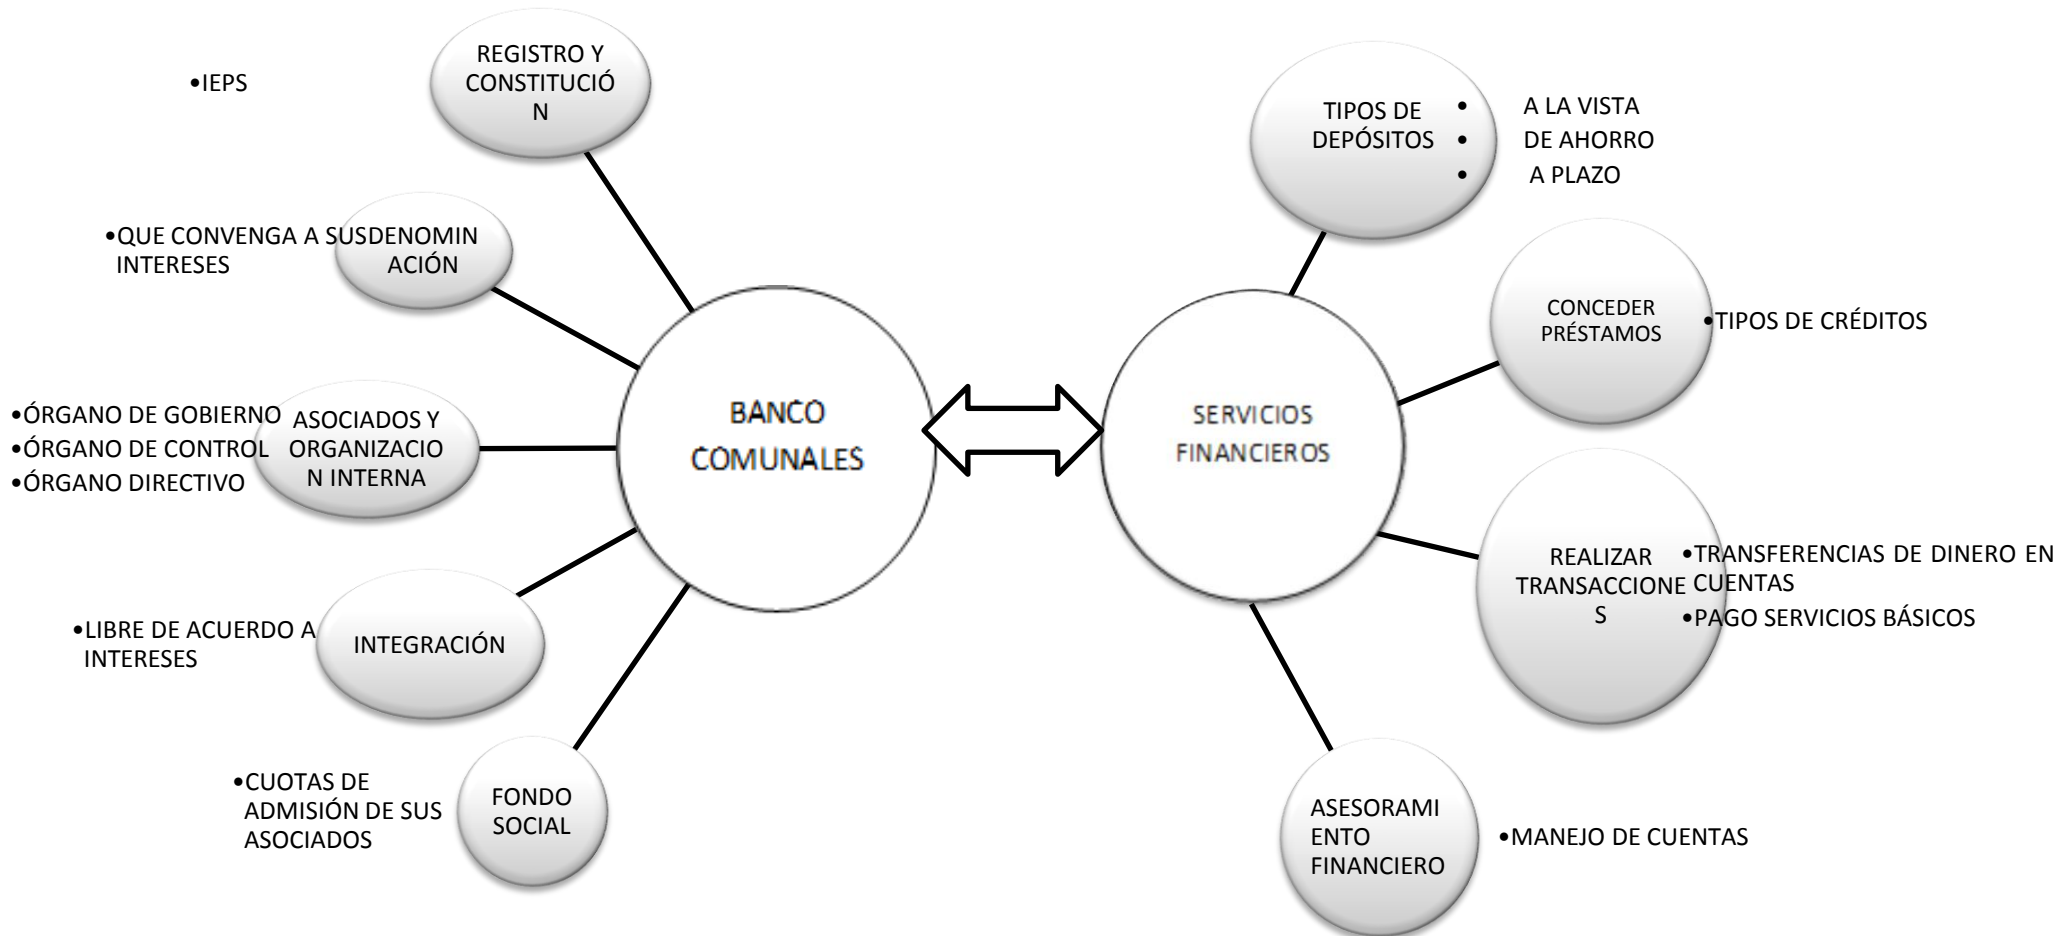 •IEPS
REGISTRO Y
CONSTITUCIÓ
N
•QUE CONVENGA A SUS
INTERESES
DENOMIN
ACIÓN
•ÓRGANO DE GOBIERNO
•ÓRGANO DE CONTROL
•ÓRGANO DIRECTIVO
ASOCIADOS Y
ORGANIZACIO
N INTERNA
•LIBRE DE ACUERDO A
INTERESES
INTEGRACIÓN
•CUOTAS DE
ADMISIÓN DE SUS
ASOCIADOS
FONDO
SOCIAL
BANCO
COMUNALES
SERVICIOS
FINANCIEROS
TIPOS DE
DEPÓSITOS
• A LA VISTA
• DE AHORRO
• A PLAZO
CONCEDER
PRÉSTAMOS
•TIPOS DE CRÉDITOS
REALIZAR
TRANSACCIONE
S
•TRANSFERENCIAS DE DINERO EN
CUENTAS
•PAGO SERVICIOS BÁSICOS
ASESORAMI
ENTO
FINANCIERO
•MANEJO DE CUENTAS